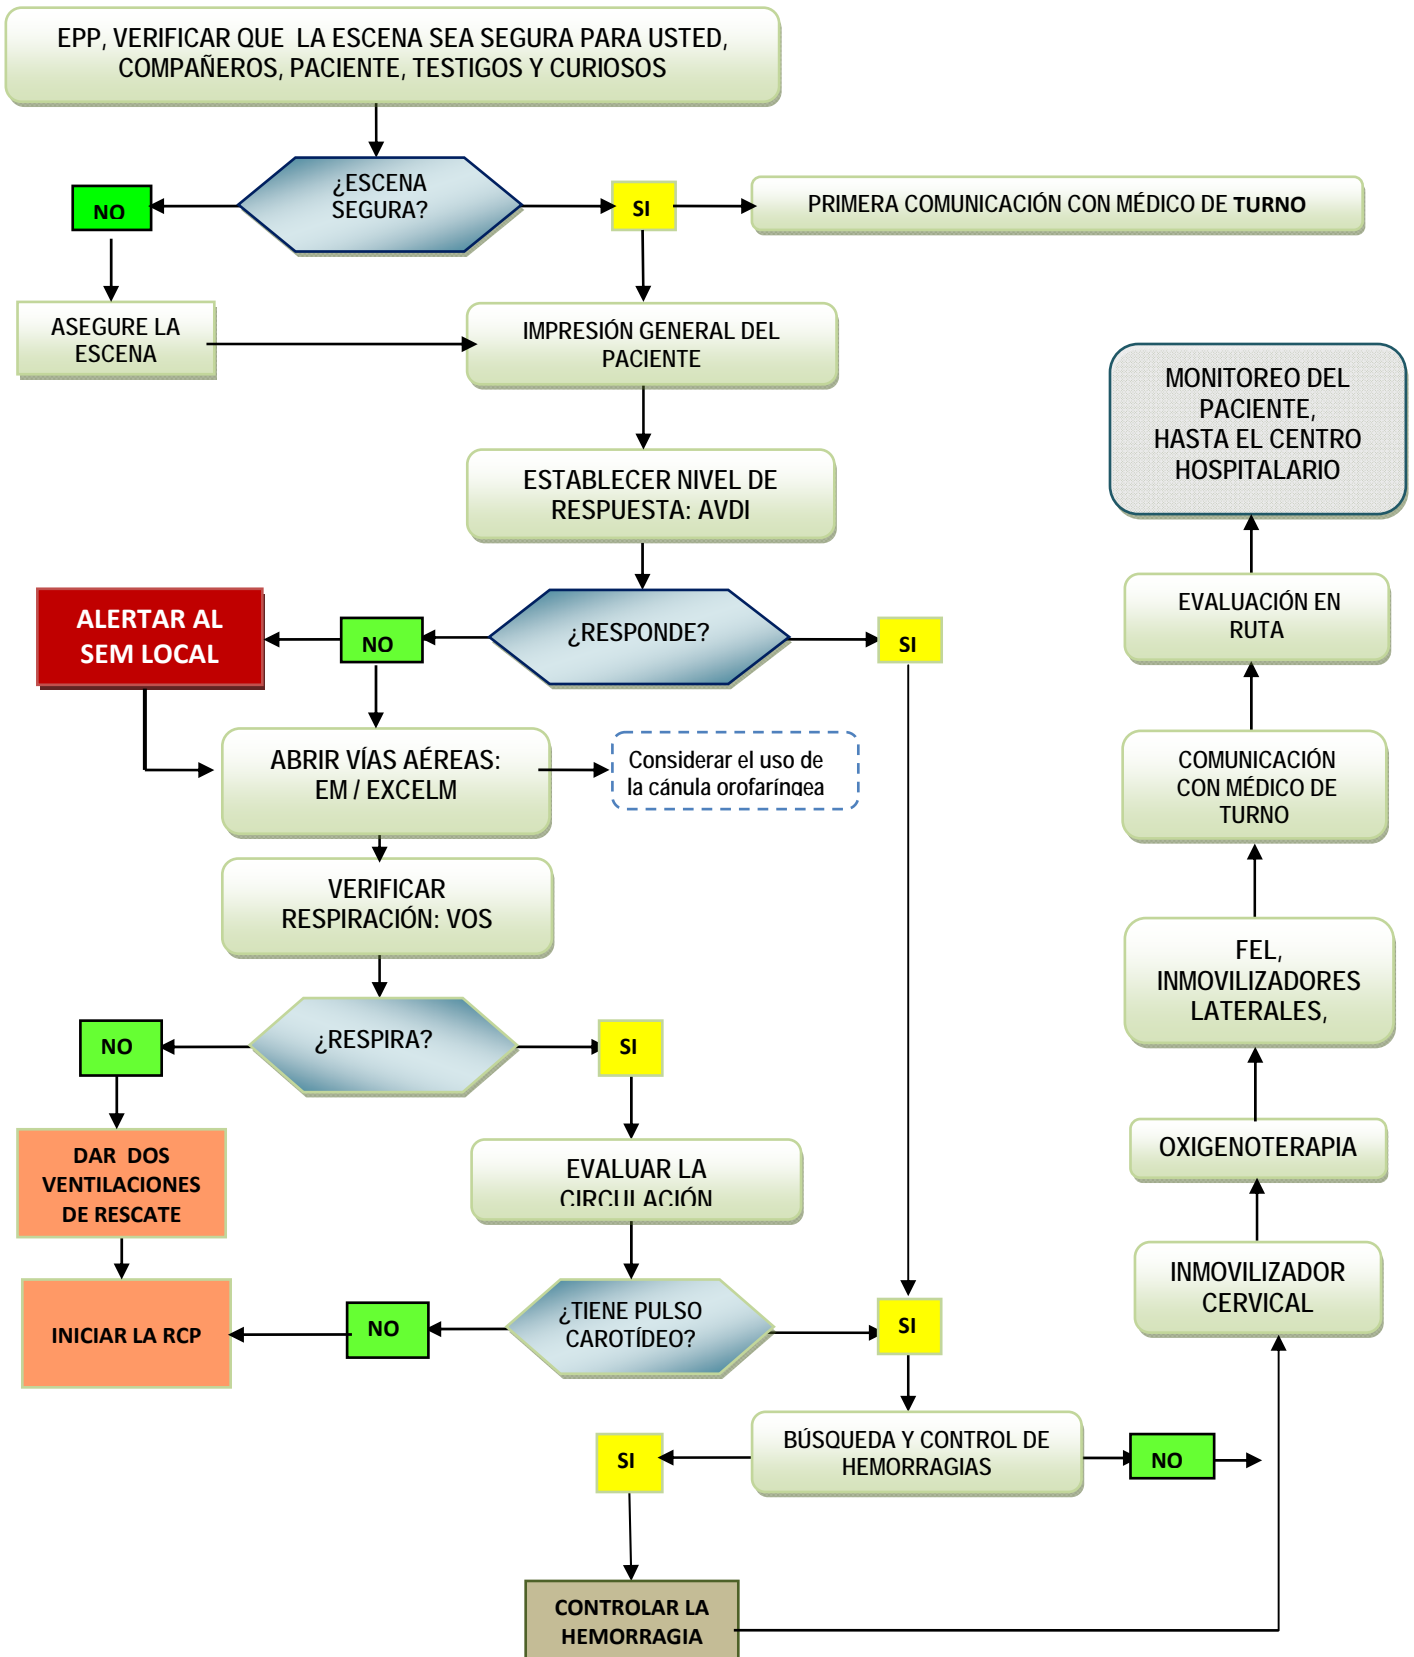 EPP, VERIFICAR QUE LA ESCENA SEA SEGURA PARA USTED,
COMPAÑEROS, PACIENTE, TESTIGOS Y CURIOSOS
¿ESCENA
SEGURA?
NO
SI
PRIMERA COMUNICACIÓN CON MÉDICO DE TURNO
ASEGURE LA
ESCENA
IMPRESIÓN GENERAL DEL
PACIENTE
MONITOREO DEL
PACIENTE,
HASTA EL CENTRO
HOSPITALARIO
ESTABLECER NIVEL DE
RESPUESTA: AVDI
EVALUACIÓN EN
RUTA
ALERTAR AL
SEM LOCAL
NO
¿RESPONDE?
SI
ABRIR VÍAS AÉREAS:
EM / EXCELM
Considerar el uso de
la cánula orofaríngea
COMUNICACIÓN
CON MÉDICO DE
TURNO
VERIFICAR
RESPIRACIÓN: VOS
FEL,
INMOVILIZADORES
LATERALES,
NO
¿RESPIRA?
SI
DAR DOS
VENTILACIONES
DE RESCATE
EVALUAR LA
CIRCULACIÓN
OXIGENOTERAPIA
INMOVILIZADOR
CERVICAL
INICIAR LA RCP
NO
¿TIENE PULSO
CAROTÍDEO?
SI
BÚSQUEDA Y CONTROL DE
HEMORRAGIAS
SI
NO
CONTROLAR LA
HEMORRAGIA